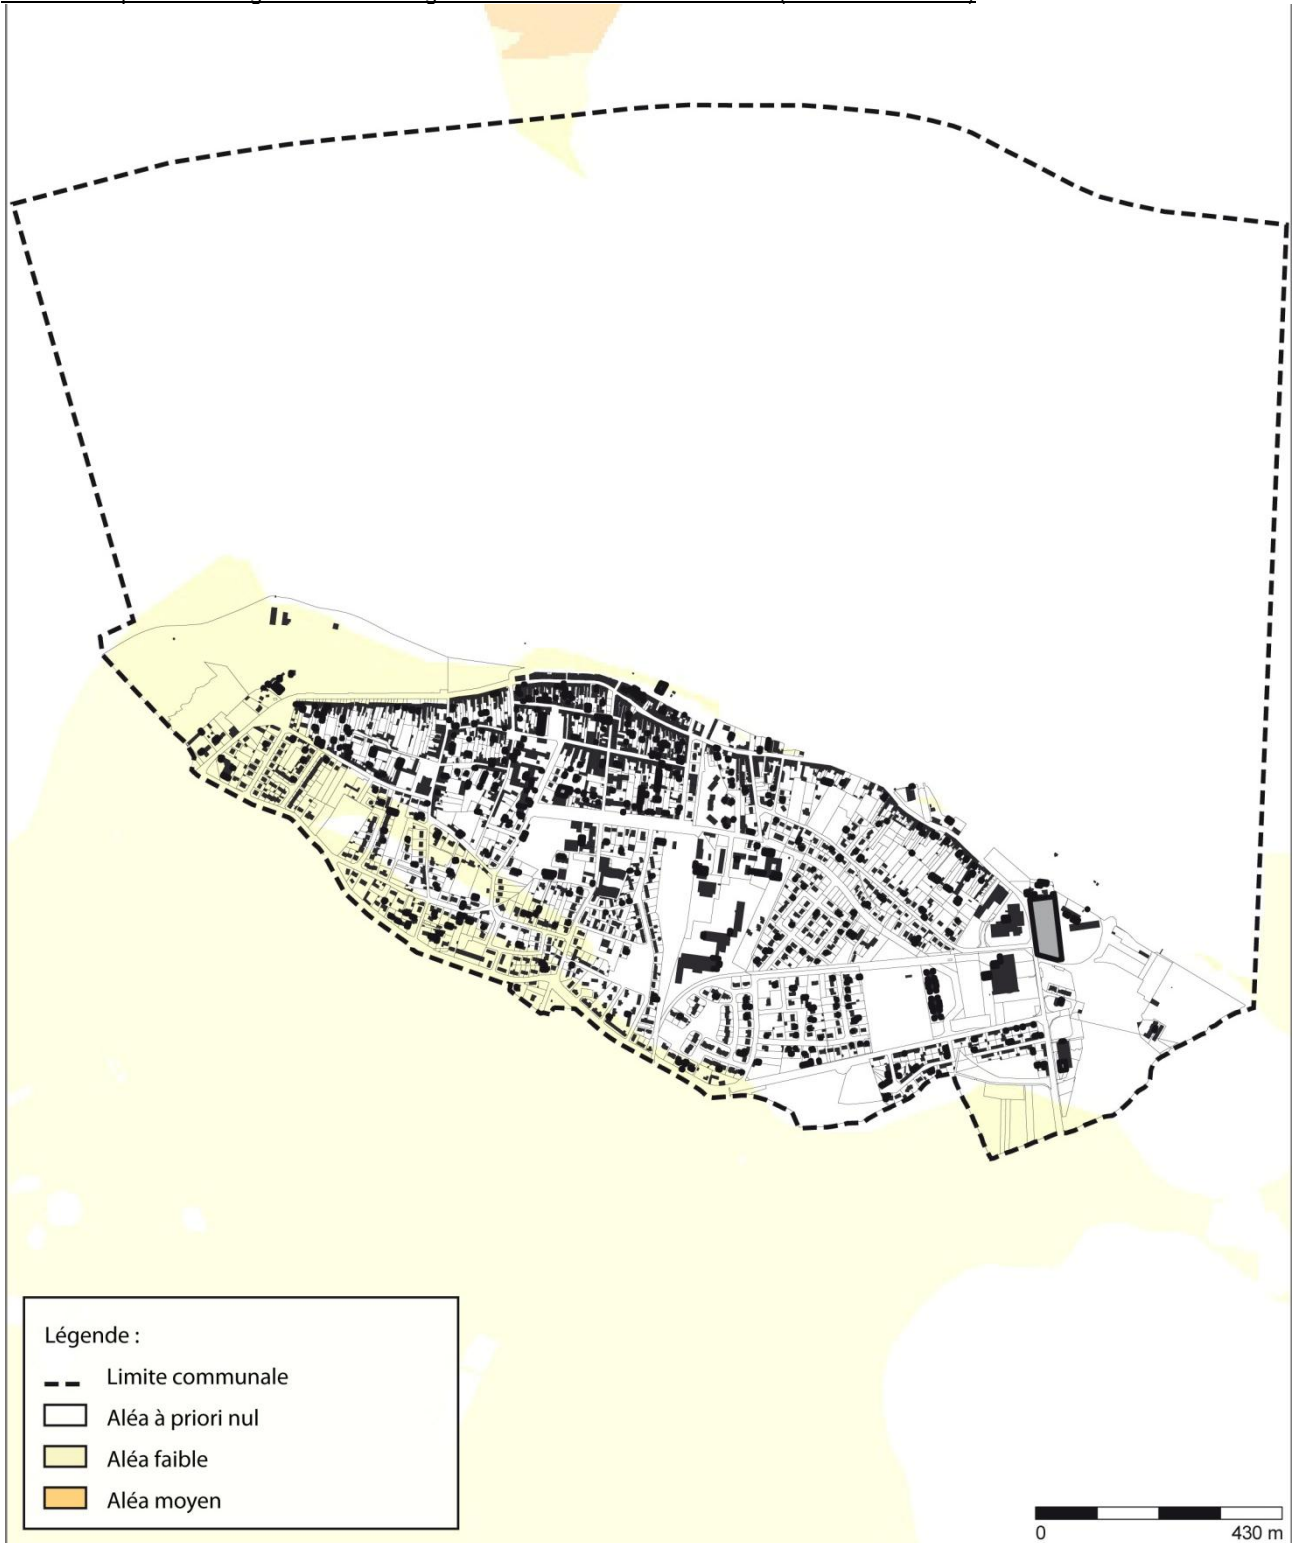 Légende :
Limite communale
Aléa à priori nul
Aléa faible
Aléa moyen
0 430 m